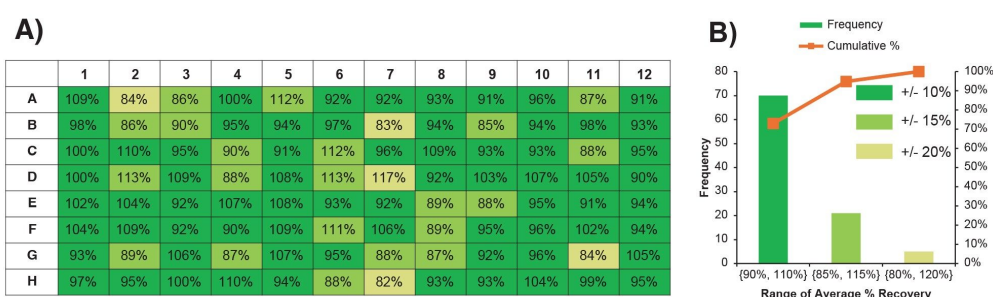 A)
1 2 3 4 5 6 7 8 9 10 11 12
A 109% 84% 86% 100% 112% 92% 92% 93% 91% 96% 87% 91%
B 98% 86% 90% 95% 94% 97% 83% 94% 85% 94% 98% 93%
C 100% 110% 95% 90% 91% 112% 96% 109% 93% 93% 88% 95%
D 100% 113% 109% 88% 108% 113% 117% 92% 103% 107% 105% 90%
E 102% 104% 92% 107% 108% 93% 92% 89% 88% 95% 91% 94%
F 104% 109% 92% 90% 109% 111% 106% 89% 95% 96% 102% 94%
G 93% 89% 106% 87% 107% 95% 88% 87% 92% 96% 84% 105%
H 97% 95% 100% 110% 94% 88% 82% 93% 93% 104% 99% 95%
B)
Frequency
Cumulative %
Frequency
80
70
60
50
40
30
20
10
0
+/- 10%
+/- 15%
+/- 20%
100%
90%
80%
70%
60%
50%
40%
30%
20%
10%
0%
{90%, 110%} {85%, 115%} {80%, 120%}
Range of Average % Recovery